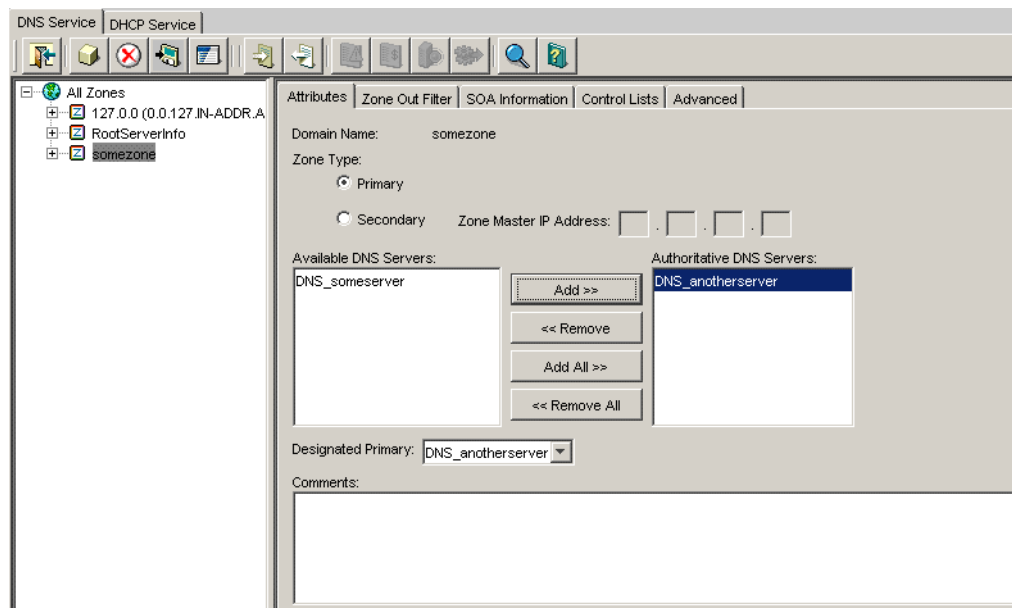 DNS Service
DHCP Service
All Zones
127.0.0 (0.0.127.IN-ADDR.A
RootServerInfo
somezone
Attributes
Zone Out Filter
SOA Information
Control Lists
Advanced
Domain Name: somezone
Zone Type:
Primary
Secondary
Zone Master IP Address: . . .
Available DNS Servers:
DNS_someserver
Add >>
<< Remove
Add All >>
<< Remove All
Authoritative DNS Servers:
DNS_anotherserver
Designated Primary: DNS_anotherserver
Comments: